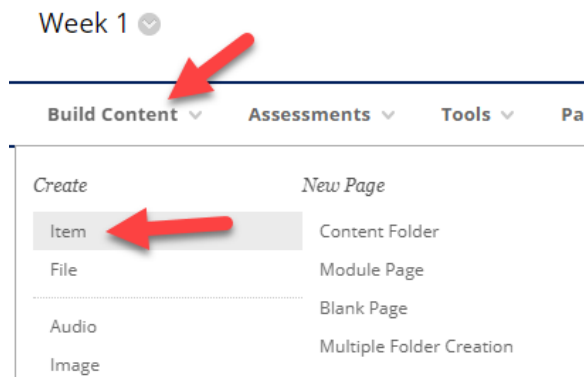 Week 1
Build Content Assessments Tools Pa
Create New Page
Item Content Folder
File Module Page
Blank Page
Audio
Multiple Folder Creation
Image